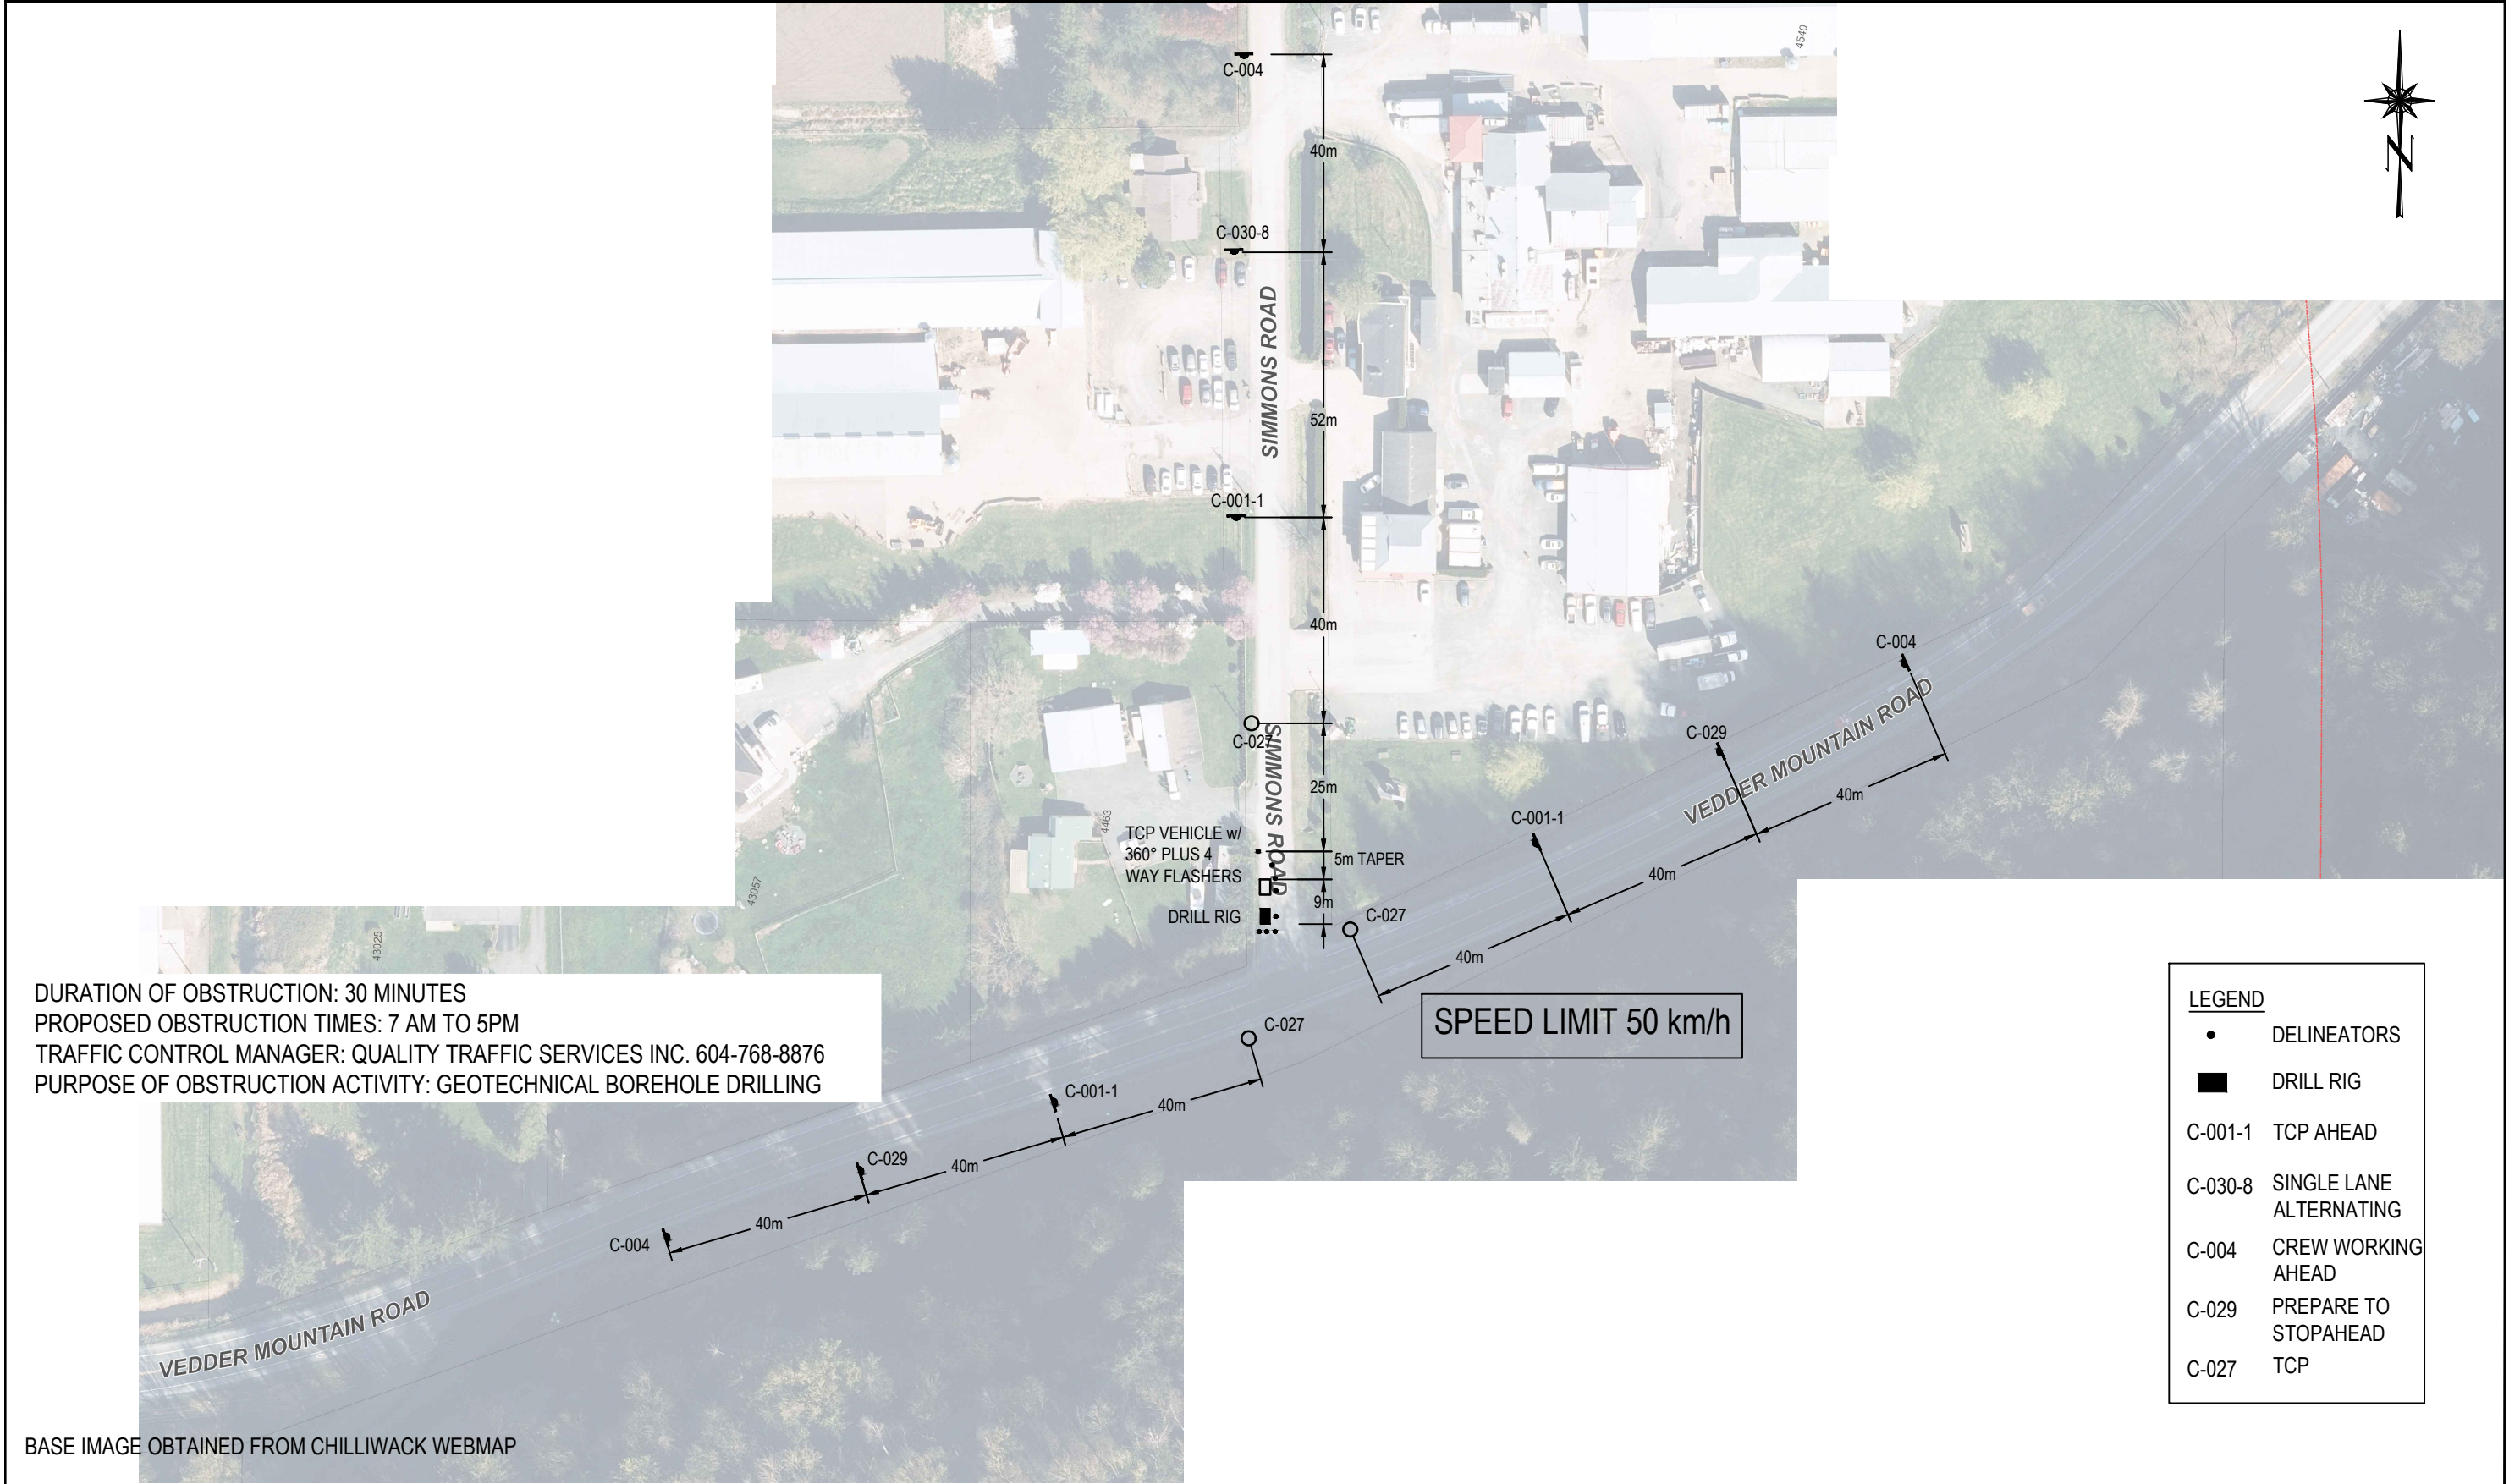 4540
C-004
N
40m
C-030-8
SIMMONS ROAD
52m
C-001-1
40m
C-004
C-027
SIMMONS ROAD
C-029
VEDDER MOUNTAIN ROAD
25m
40m
C-001-1
4463
TCP VEHICLE w/
360° PLUS 4
WAY FLASHERS
5m TAPER
40m
43057
9m
DRILL RIG
C-027
43025
40m
DURATION OF OBSTRUCTION: 30 MINUTES
PROPOSED OBSTRUCTION TIMES: 7 AM TO 5PM
TRAFFIC CONTROL MANAGER: QUALITY TRAFFIC SERVICES INC. 604-768-8876
PURPOSE OF OBSTRUCTION ACTIVITY: GEOTECHNICAL BOREHOLE DRILLING
SPEED LIMIT 50 km/h
C-027
C-001-1
40m
C-029
40m
C-004
40m
VEDDER MOUNTAIN ROAD
LEGEND
DELINEATORS
DRILL RIG
C-001-1 TCP AHEAD
C-030-8 SINGLE LANE
ALTERNATING
C-004 CREW WORKING
AHEAD
C-029 PREPARE TO
STOPAHEAD
C-027 TCP
BASE IMAGE OBTAINED FROM CHILLIWACK WEBMAP